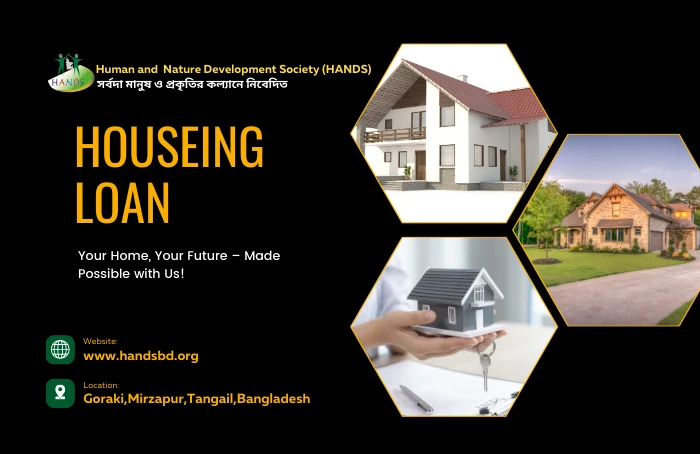 HANDS
Human and Nature Development Society (HANDS)
সর্বদা মানুষ ও প্রকৃতির কল্যানে নিবেদিত
HOUSEING
LOAN
Your Home, Your Future – Made
Possible with Us!
Website:
www.handsbd.org
Location:
Goraki,Mirzapur,Tangail,Bangladesh